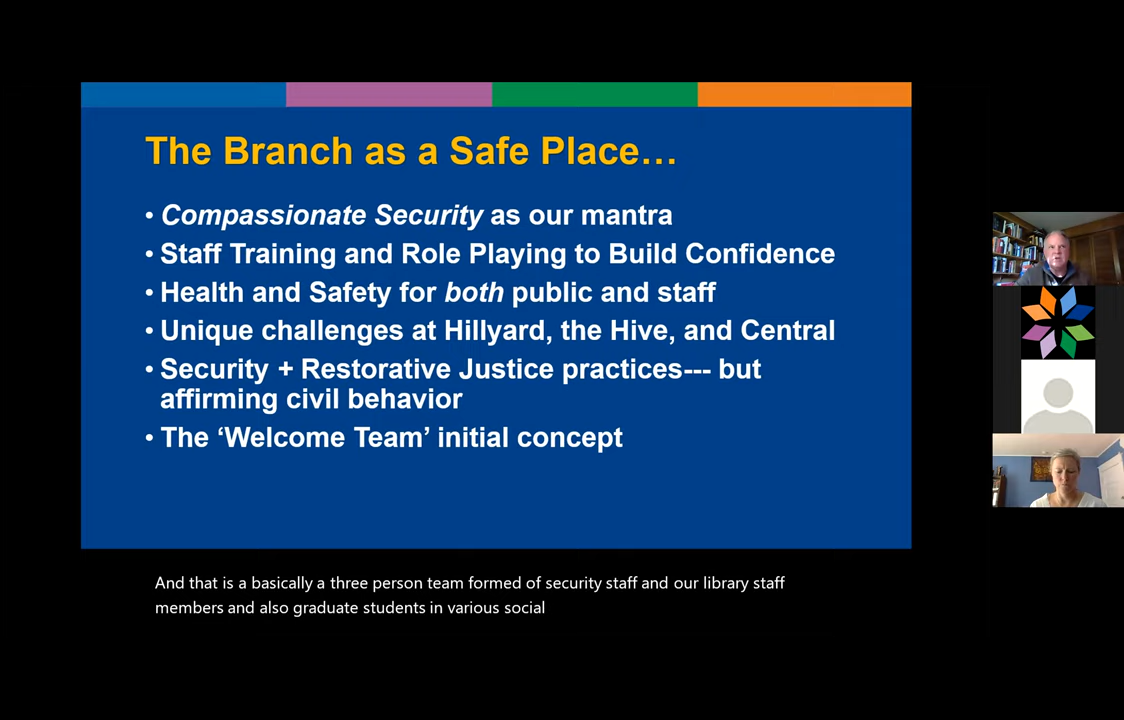 The Branch as a Safe Place…
• Compassionate Security as our mantra
• Staff Training and Role Playing to Build Confidence
• Health and Safety for both public and staff
• Unique challenges at Hillyard, the Hive, and Central
• Security + Restorative Justice practices--- but
affirming civil behavior
• The ‘Welcome Team’ initial concept
And that is a basically a three person team formed of security staff and our library staff
members and also graduate students in various social